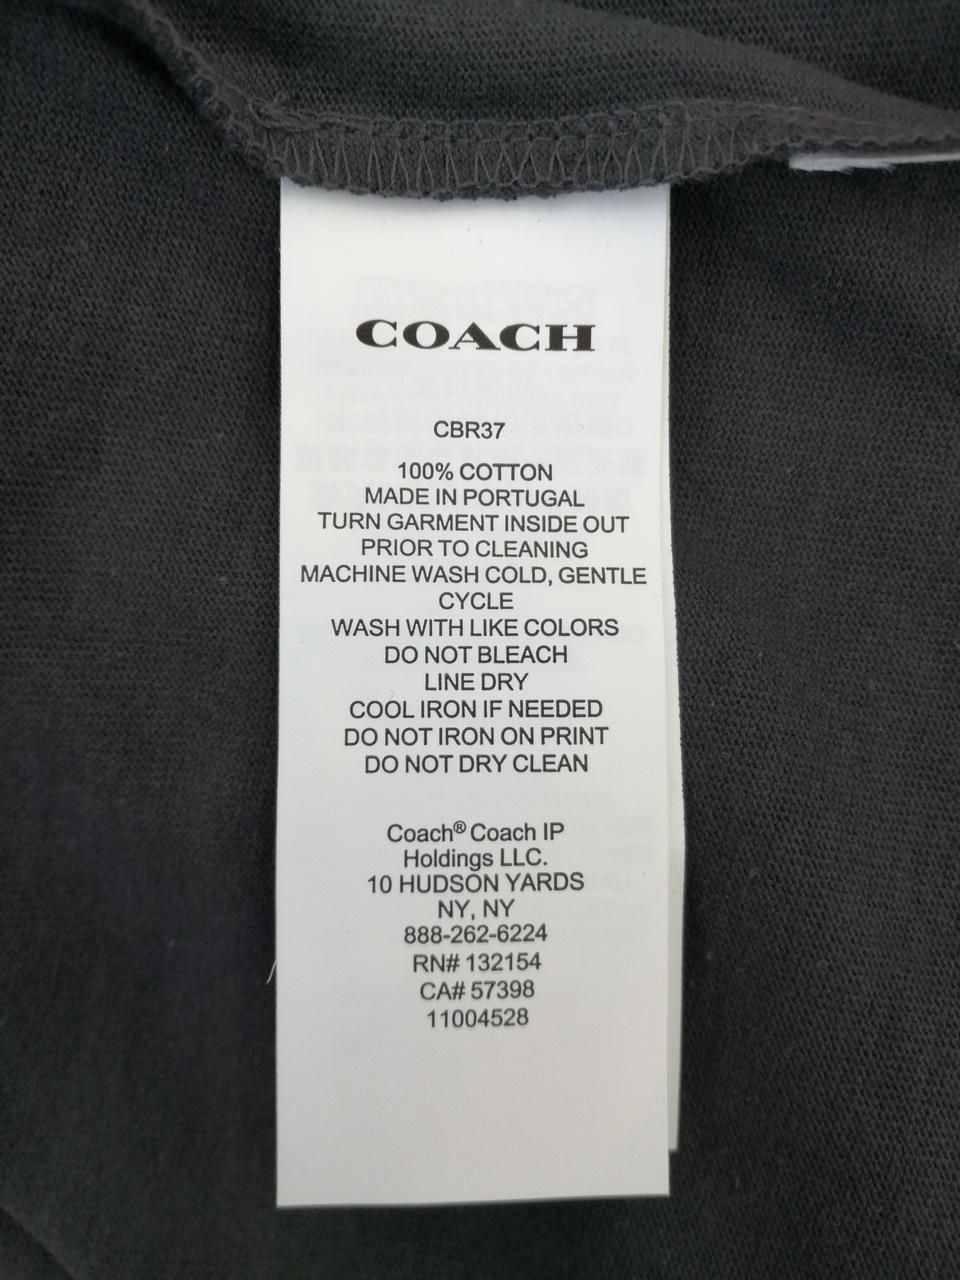 COACH
CBR37
100% COTTON
MADE IN PORTUGAL
TURN GARMENT INSIDE OUT
PRIOR TO CLEANING
MACHINE WASH COLD, GENTLE
CYCLE
WASH WITH LIKE COLORS
DO NOT BLEACH
LINE DRY
COOL IRON IF NEEDED
DO NOT IRON ON PRINT
DO NOT DRY CLEAN
Coach® Coach IP
Holdings LLC.
10 HUDSON YARDS
NY, NY
888-262-6224
RN# 132154
CA# 57398
11004528